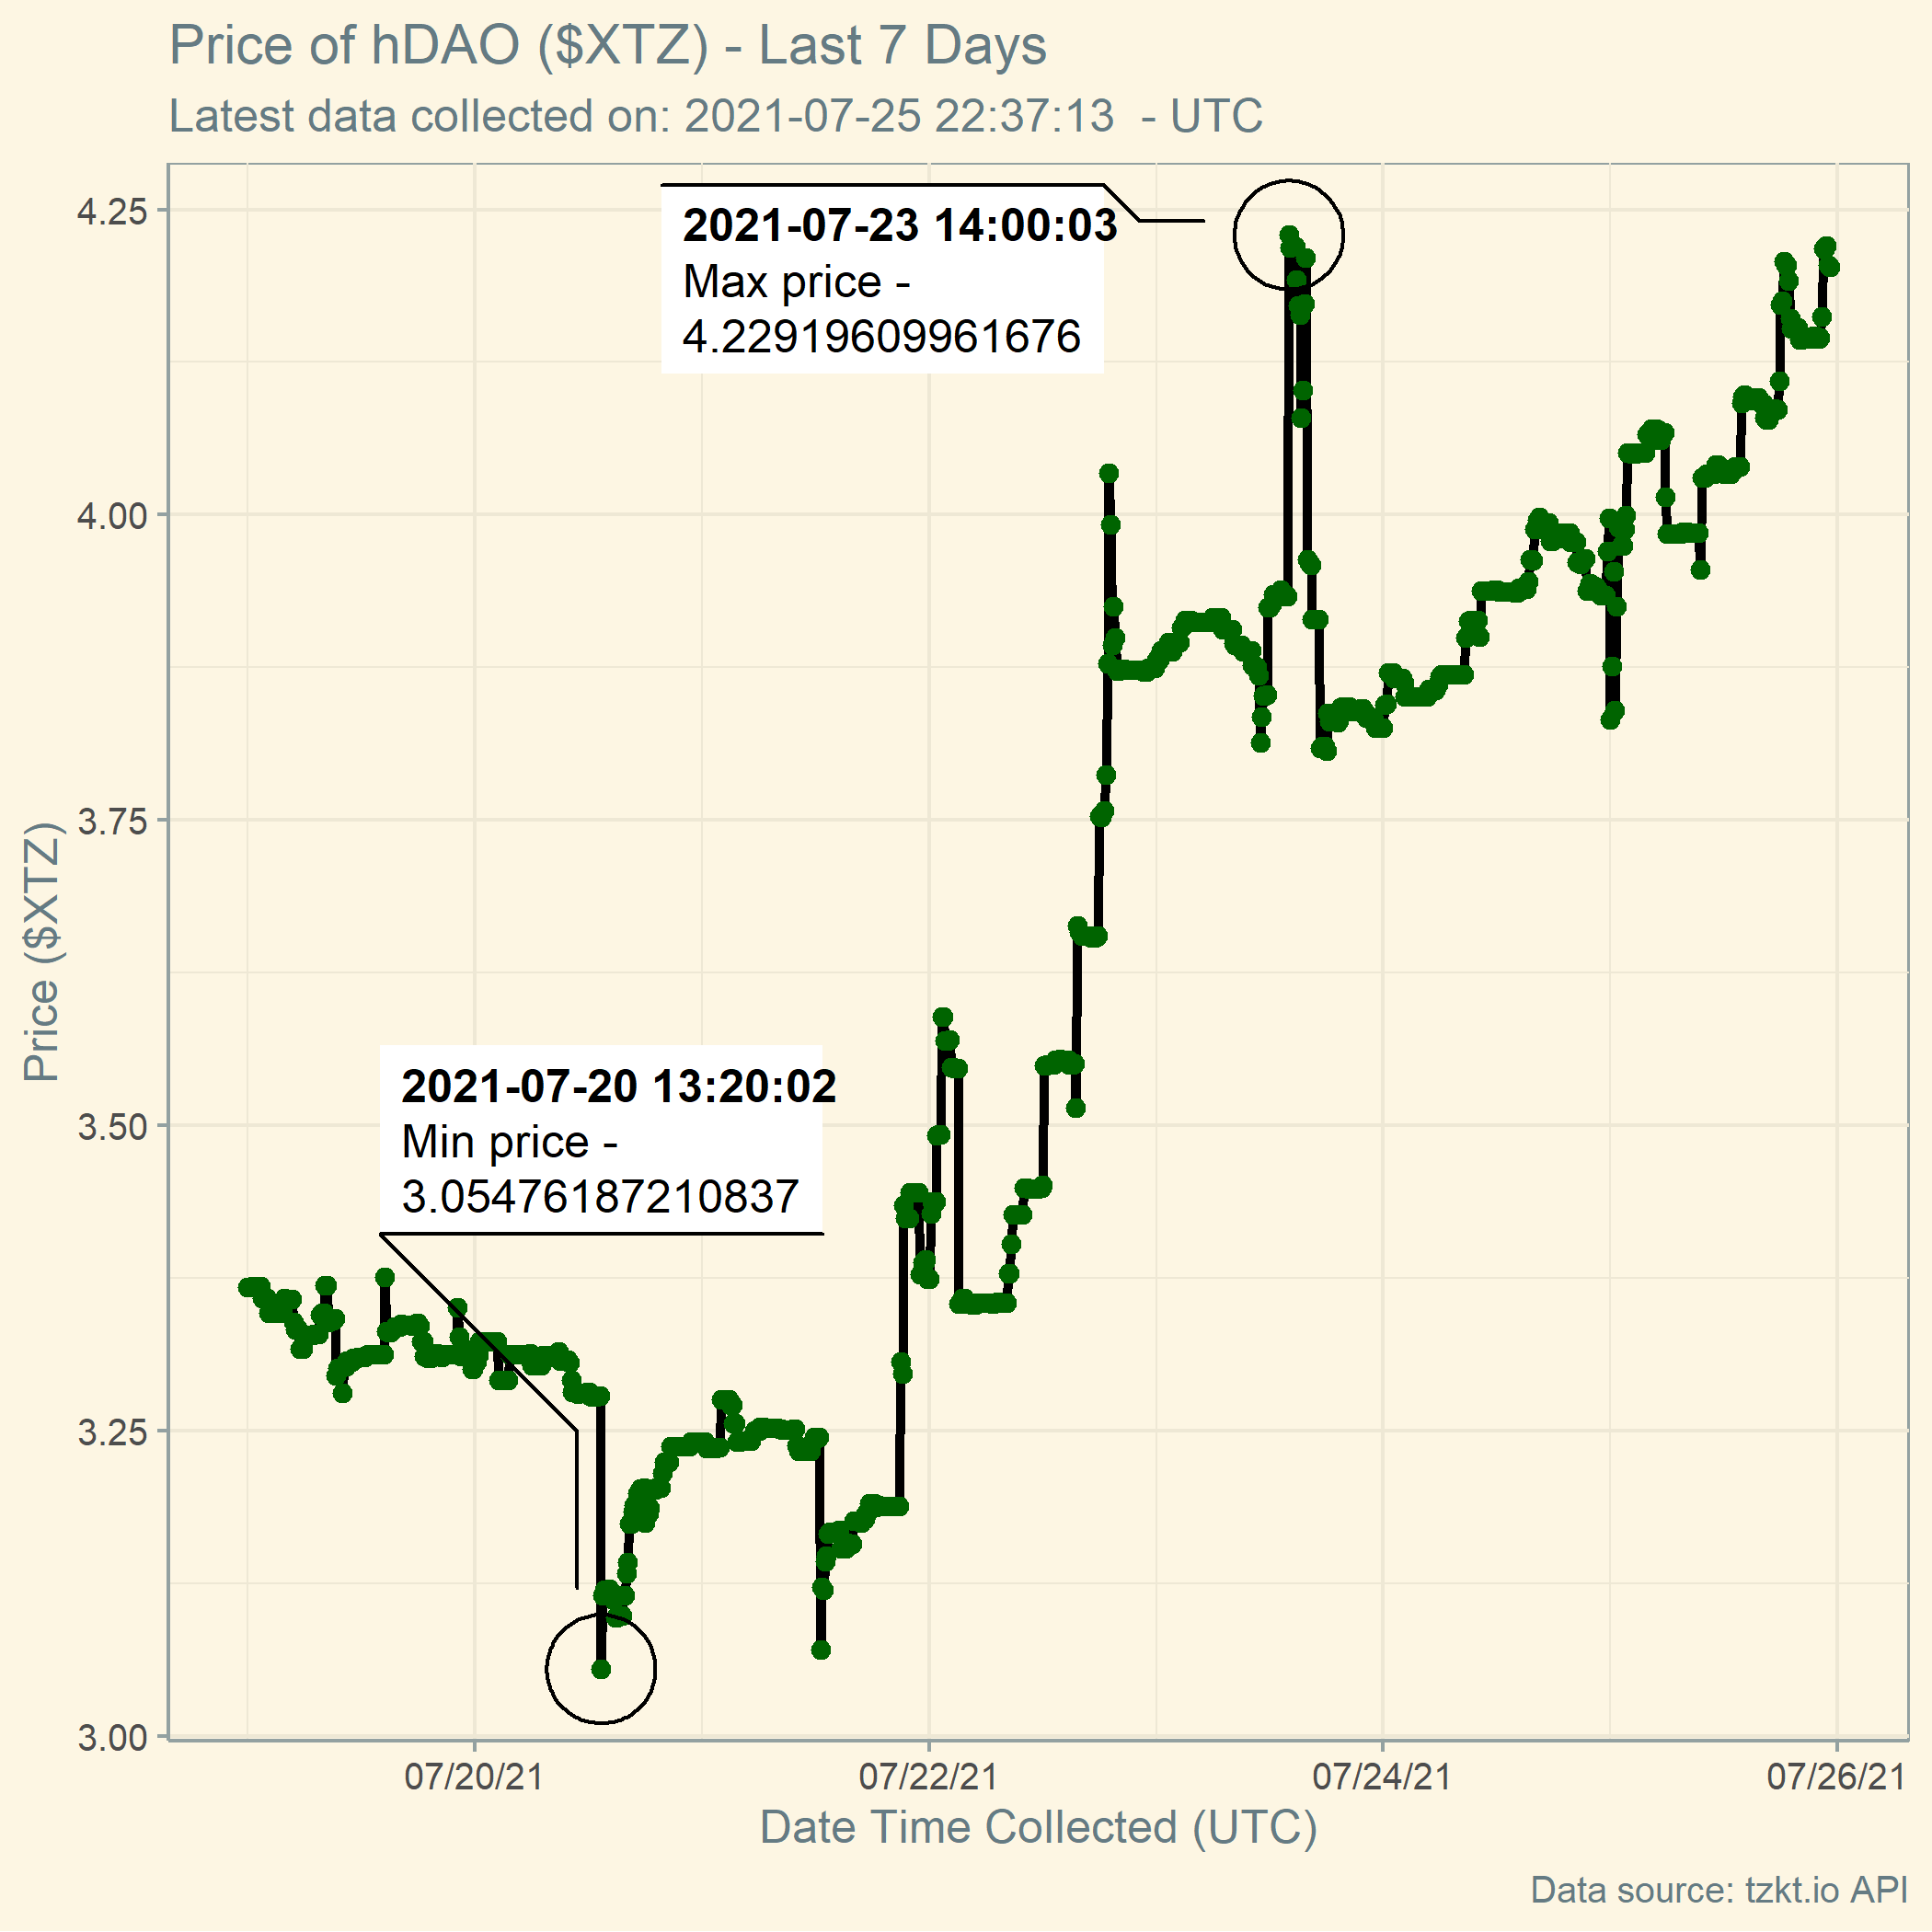 Price of hDAO ($XTZ) - Last 7 Days
Latest data collected on: 2021-07-25 22:37:13  - UTC
2021-07-23 14:00:03
Max price -
4.22919609961676
2021-07-20 13:20:02
Min price -
3.05476187210837
Price ($XTZ)
4.25
4.00
3.75
3.50
3.25
3.00
07/20/21
07/22/21
07/24/21
07/26/21
Date Time Collected (UTC)
Data source: tzkt.io API